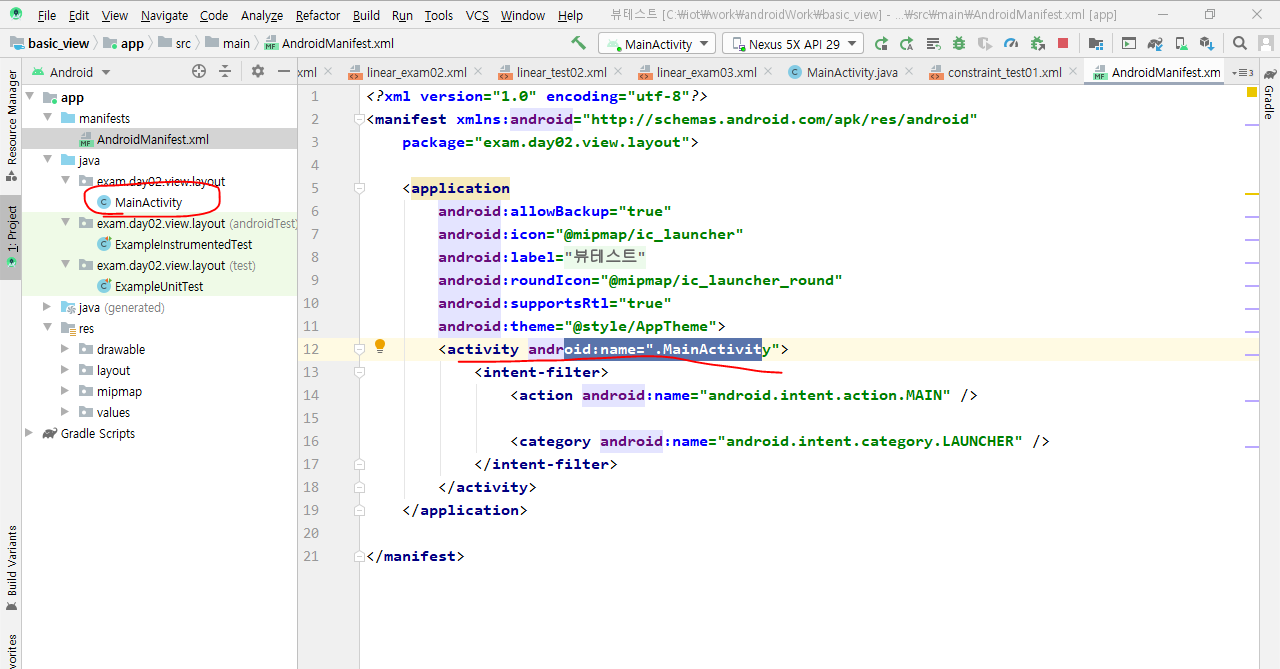 File Edit View Navigate Code Analyze Refactor Build Run Tools VCS Window Help 뷰테스트 [C:₩iot₩work₩androidWork₩basic_view] - ...₩src₩main₩AndroidManifest.xml [app]
basic_view app src main AndroidManifest.xml MainActivity Nexus 5X API 29
Android xml linear_exam02.xml linear_test02.xml linear_exam03.xml MainActivity.java constraint_test01.xml AndroidManifest.xm 3
Resource Manager
1: Project
Build Variants
vorites
Gradle
app
manifests
AndroidManifest.xml
java
exam.day02.view.layout
MainActivity
exam.day02.view.layout (androidTest)
ExampleInstrumentedTest
exam.day02.view.layout (test)
ExampleUnitTest
java (generated)
res
drawable
layout
mipmap
values
Gradle Scripts
1 <?xml version="1.0" encoding="utf-8"?>
2 <manifest xmlns:android="http://schemas.android.com/apk/res/android"
3 package="exam.day02.view.layout">
4
5 <application
6 android:allowBackup="true"
7 android:icon="@mipmap/ic_launcher"
8 android:label="뷰테스트"
9 android:roundIcon="@mipmap/ic_launcher_round"
10 android:supportsRtl="true"
11 android:theme="@style/AppTheme">
12 <activity android:name=".MainActivity">
13 <intent-filter>
14 <action android:name="android.intent.action.MAIN" />
15
16 <category android:name="android.intent.category.LAUNCHER" />
17 </intent-filter>
18 </activity>
19 </application>
20
21 </manifest>